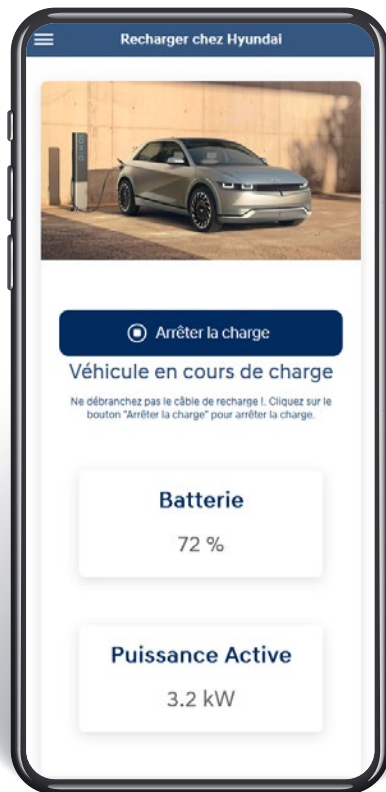 Recharger chez Hyundai
Arrêter la charge
Véhicule en cours de charge
Ne débranchez pas le câble de recharge !. Cliquez sur le
bouton "Arrêter la charge" pour arrêter la charge.
Batterie
72 %
Puissance Active
3.2 kW